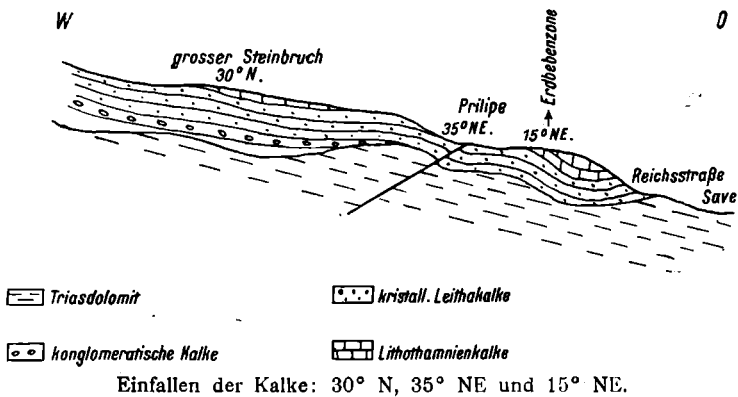 W
O
grosser Steinbruch
30° N.
Prilipe
35° NE.
Erdbebenzone
15° NE.
Reichsstraße
Save
Triasdolomit
kristall. Leithakalke
konglomeratische Kalke
Lithothamnienkalke
Einfallen der Kalke: 30° N, 35° NE und 15° NE.